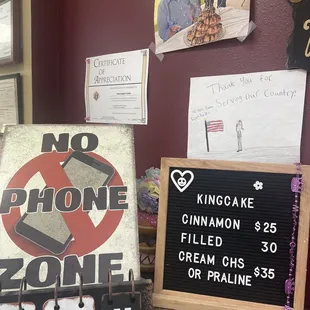 CERTIFICATE
OF
APPRECIATION
Thank You For
Serving our Country
NO
PHONE
ZONE
KINGCAKE
CINNAMON $25
FILLED 30
CREAM CHS
OR PRALINE $35